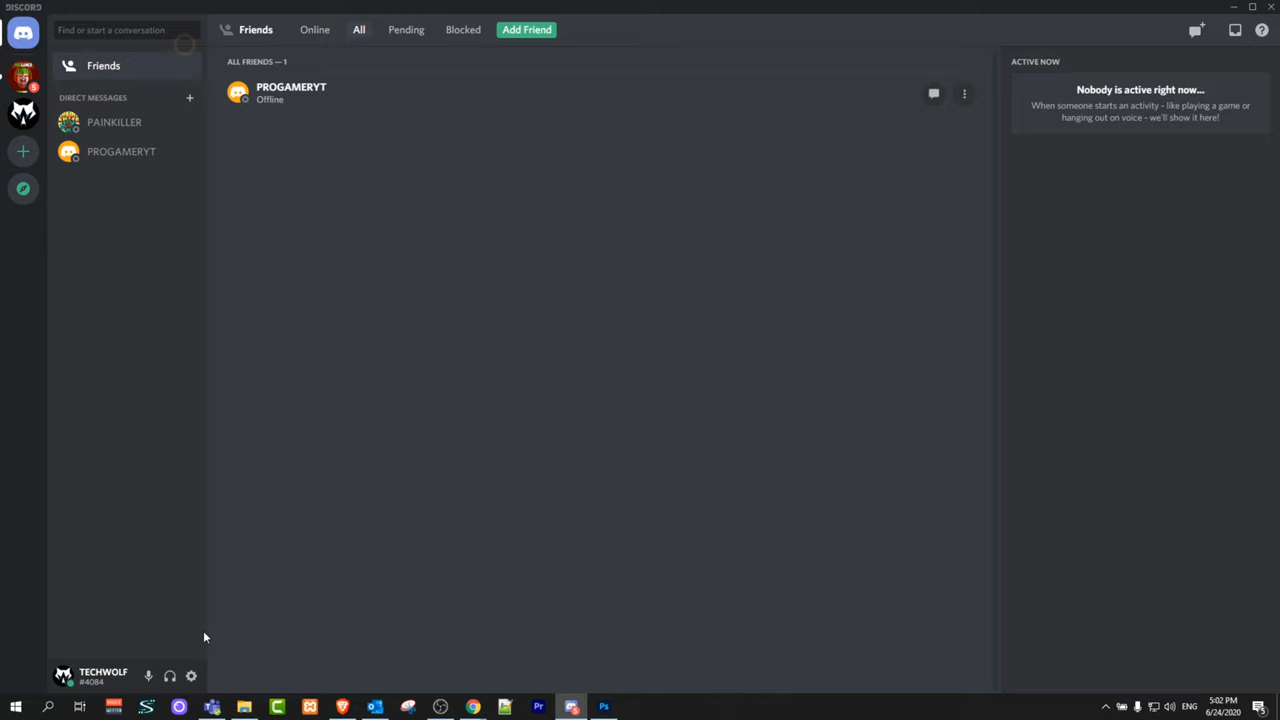 DISCORD
Find or start a conversation
Friends
Online
All
Pending
Blocked
Add Friend
Friends
DIRECT MESSAGES
PAINKILLER
PROGAMERYT
ALL FRIENDS — 1
PROGAMERYT
Offline
ACTIVE NOW
Nobody is active right now...
When someone starts an activity - like playing a game or
hanging out on voice - we'll show it here!
5
TECHWOLF
#4084
Pr
Ps
ENG
5:02 PM
6/24/2020